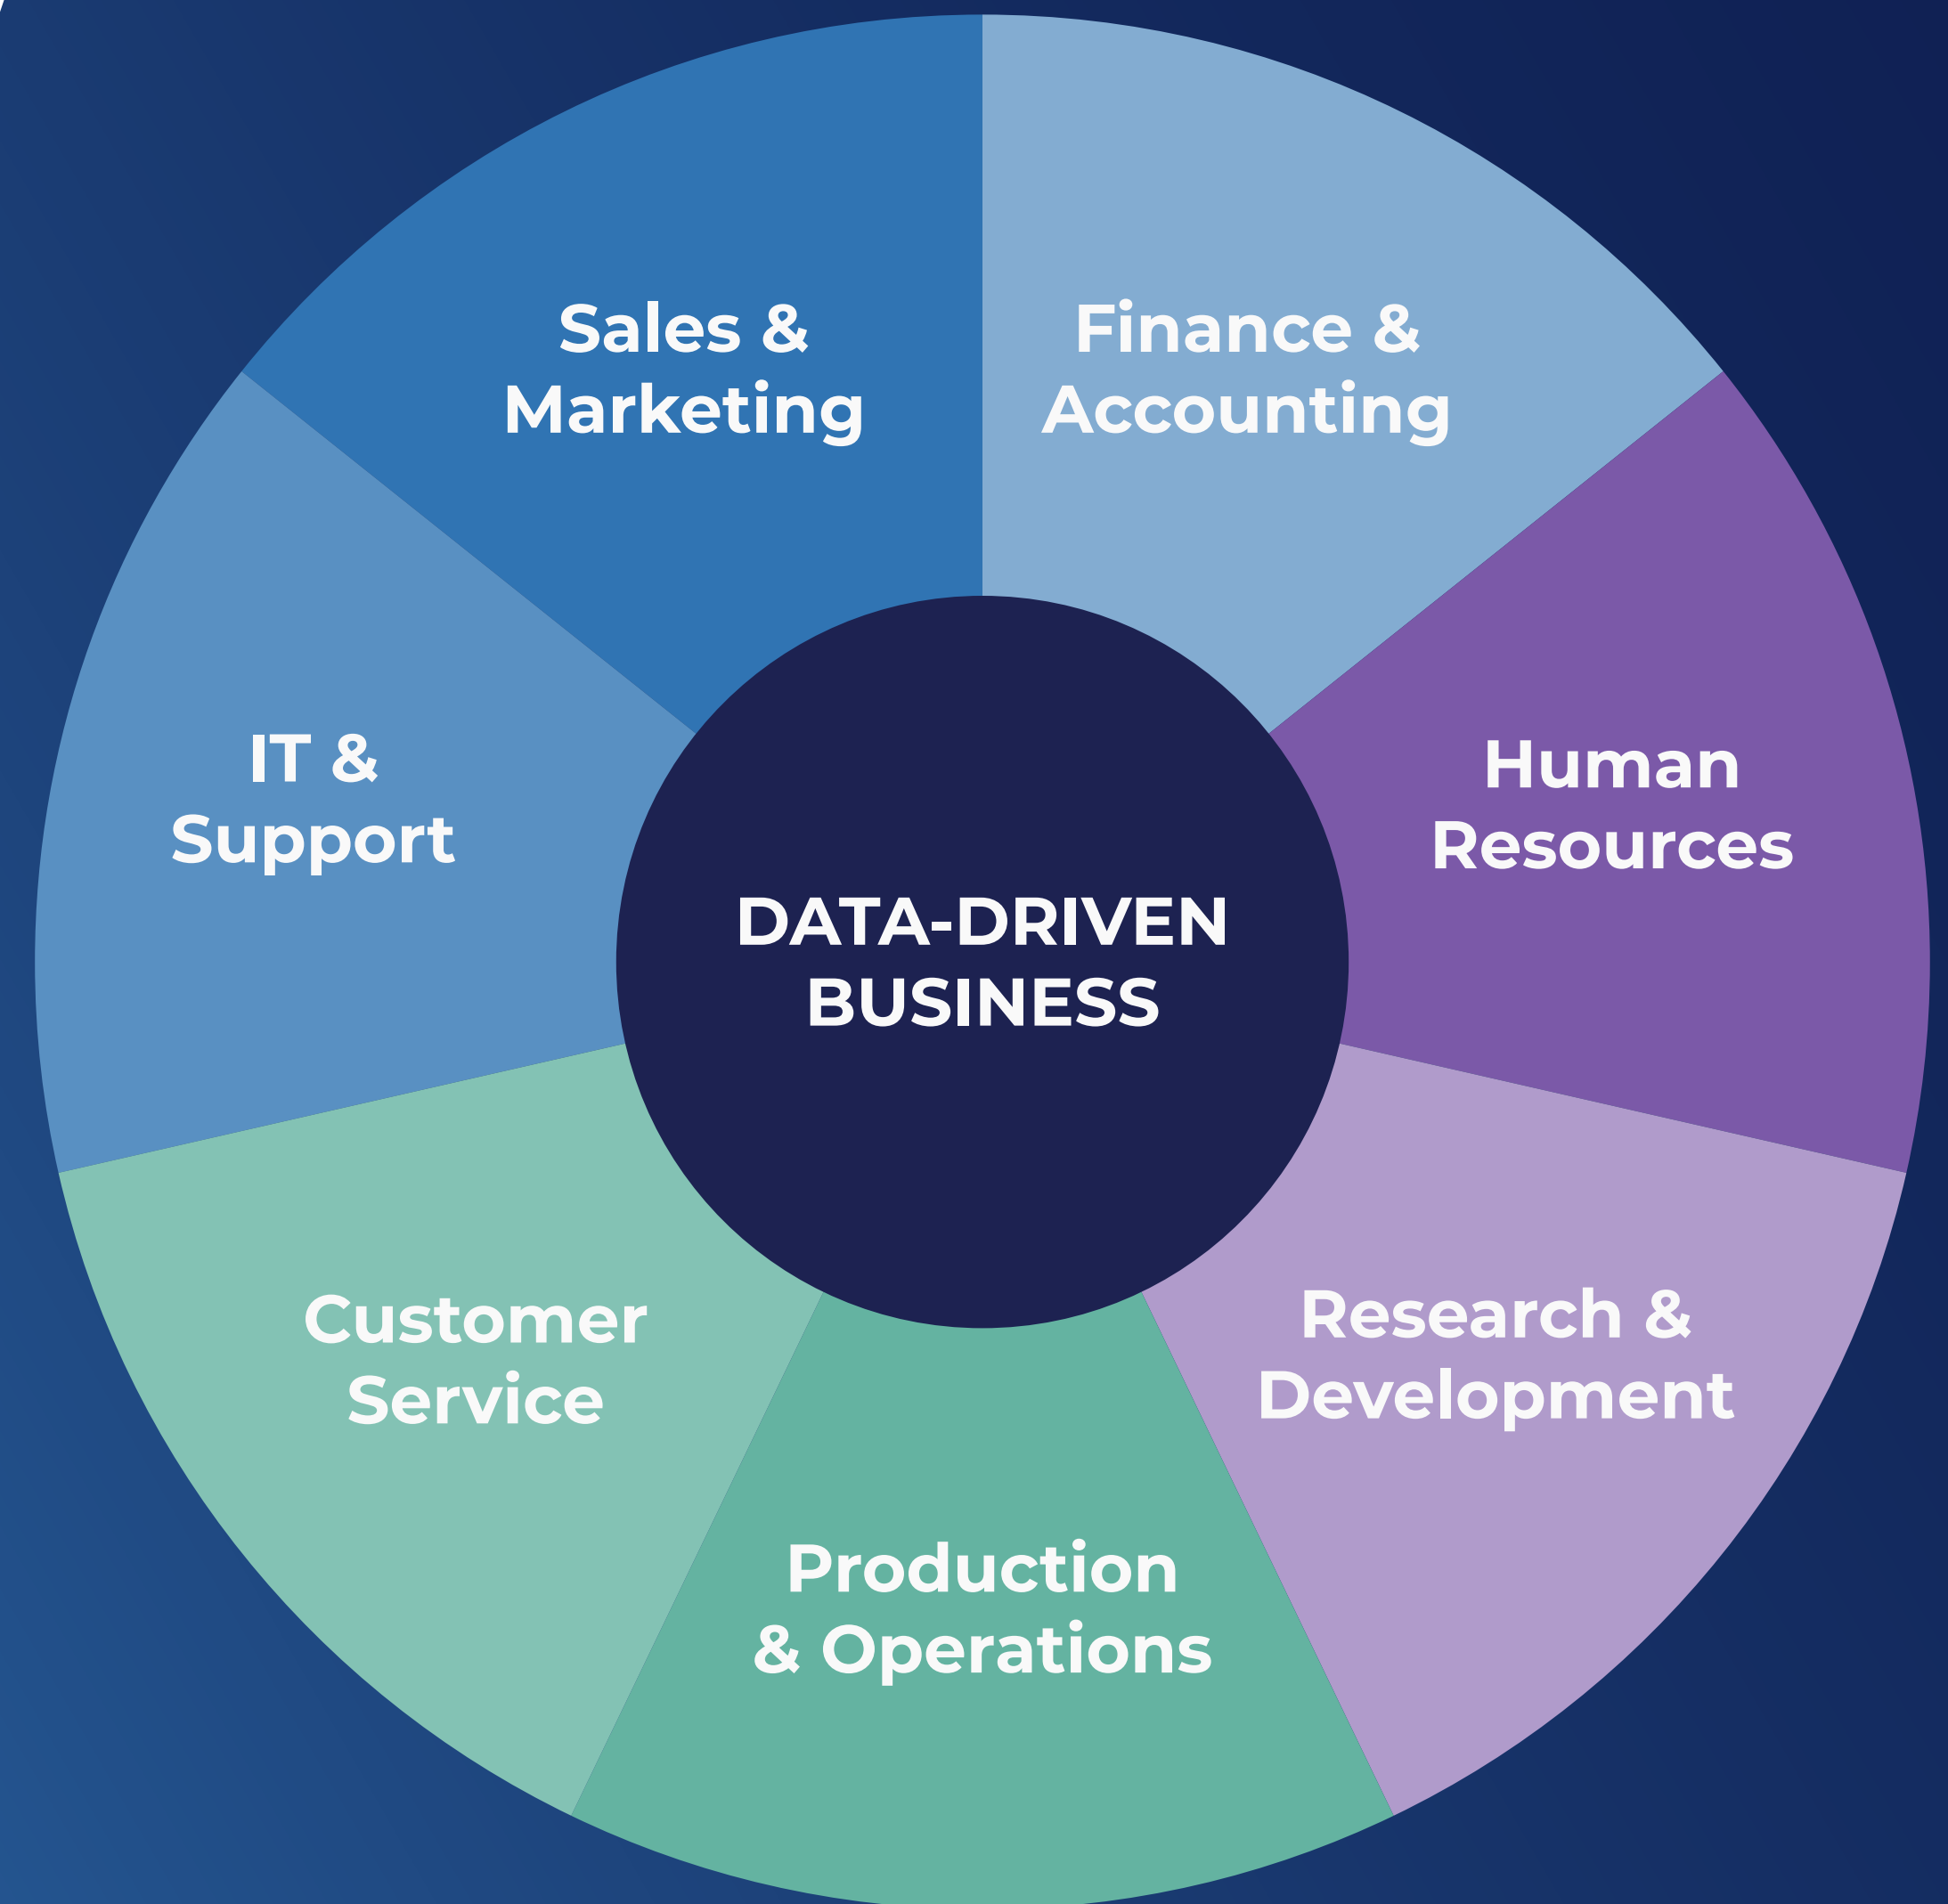 Sales &
Marketing
Finance &
Accounting
IT &
Support
Human
Resources
DATA-DRIVEN
BUSINESS
Customer
Service
Research &
Development
Production
& Operations